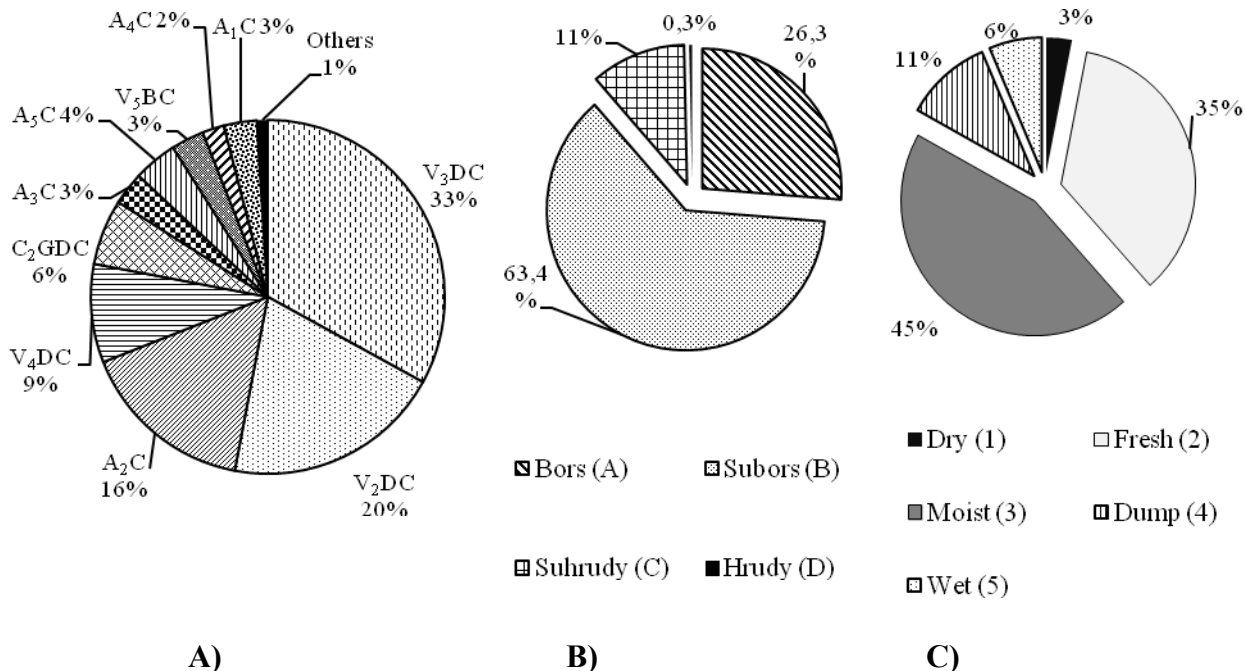 A₄C 2%
A₁C 3%
Others
1%
V₅BC
3%
A₅C 4%
A₃C 3%
C₂GDC
6%
V₄DC
9%
A₂C
16%
V₂DC
20%
V₃DC
33%
0,3%
11%
26,3
%
63,4
%
Bors (A)
Subors (B)
Suhrudy (C)
Hrudy (D)
3%
6%
11%
35%
45%
Dry (1)
Fresh (2)
Moist (3)
Dump (4)
Wet (5)
A)
B)
C)